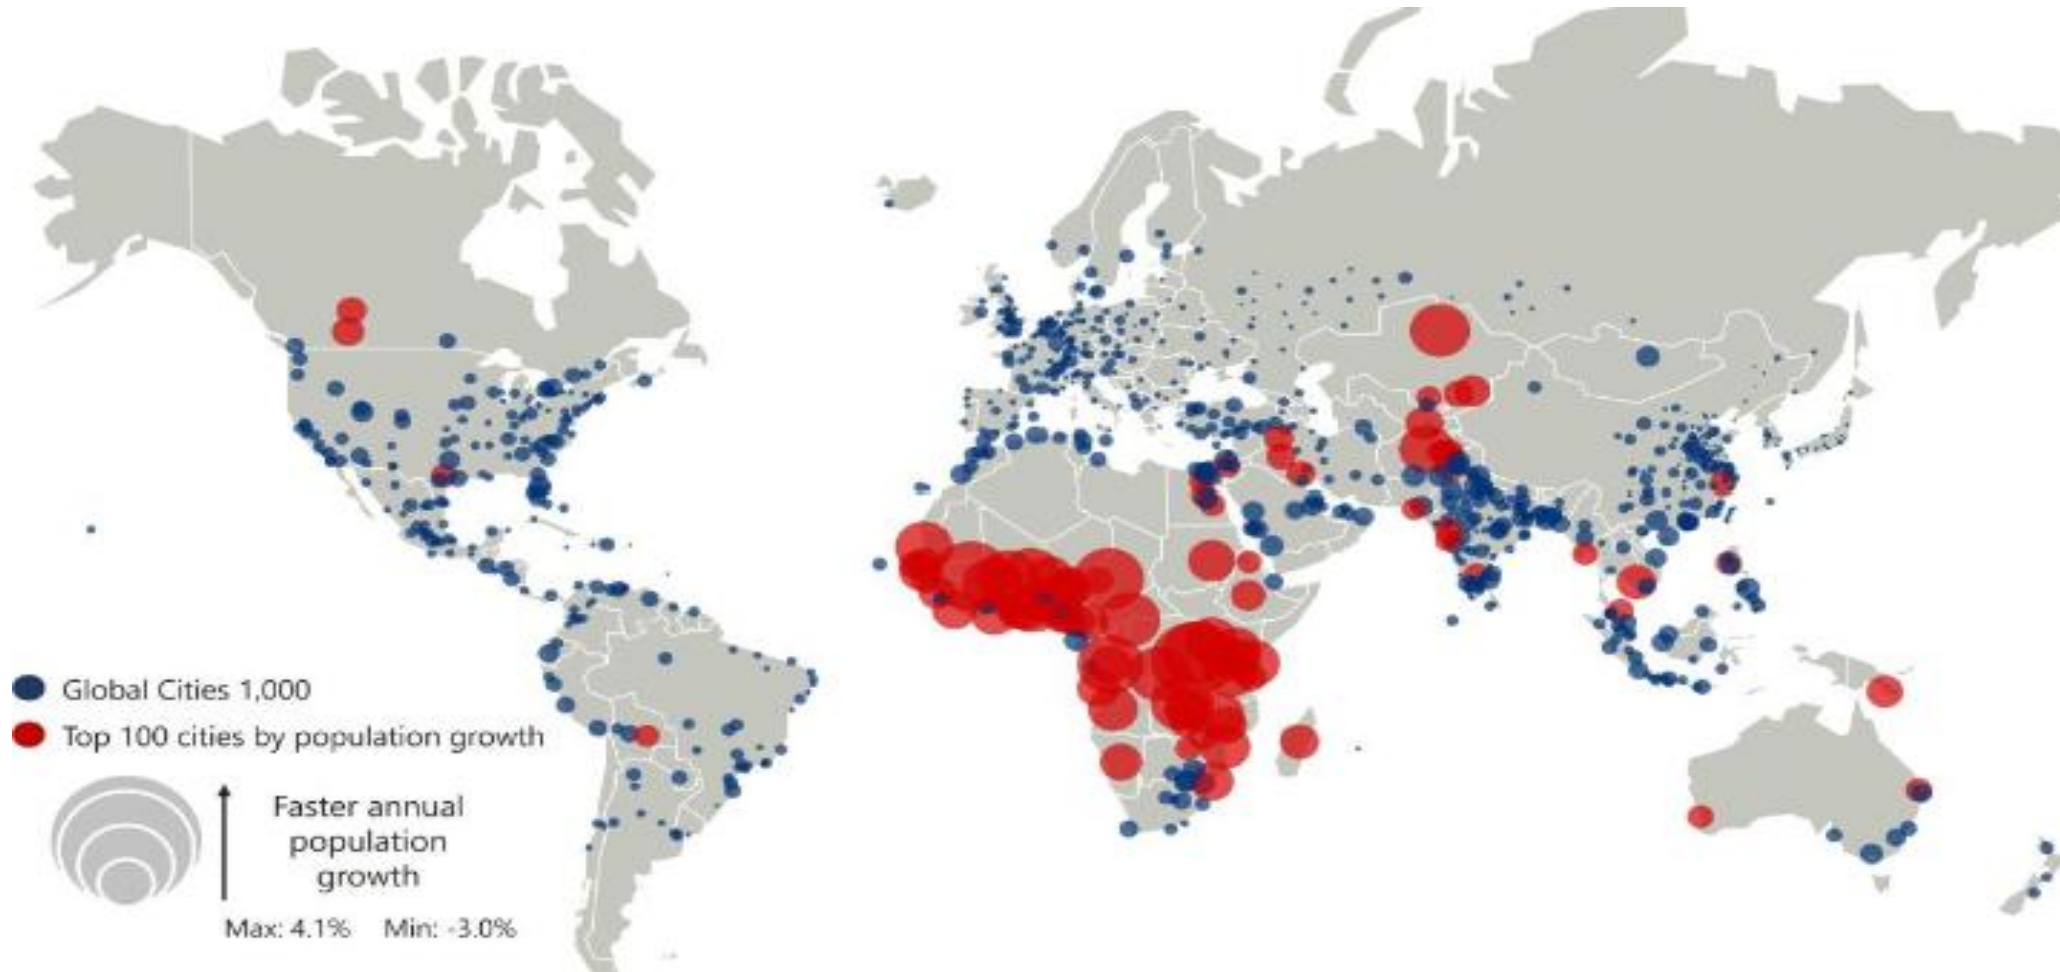 Global Cities 1,000
Top 100 cities by population growth
Faster annual
population
growth
Max: 4.1% Min: -3.0%